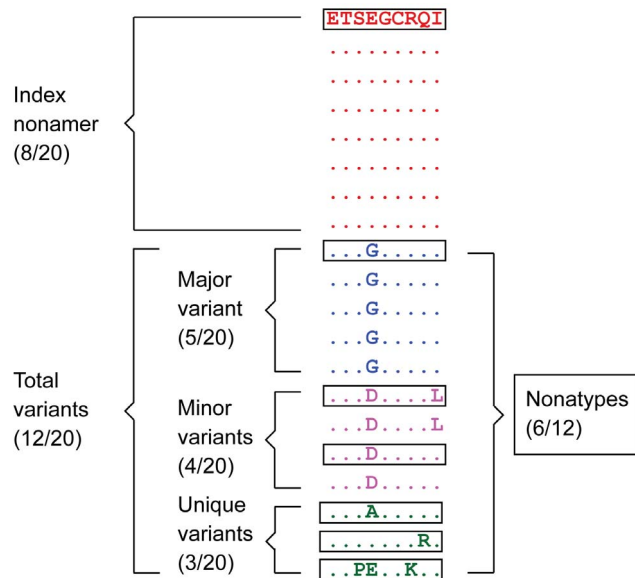 ETSEGCRQI
.........
.........
.........
.........
.........
.........
.........
Index
nonamer
(8/20)
...G.....
...G.....
...G.....
...G.....
...G.....
Major
variant
(5/20)
...D....L
...D....L
...D.....
...D.....
Minor
variants
(4/20)
Total
variants
(12/20)
Nonatypes
(6/12)
...A.....
.......R.
..PE..K..
Unique
variants
(3/20)